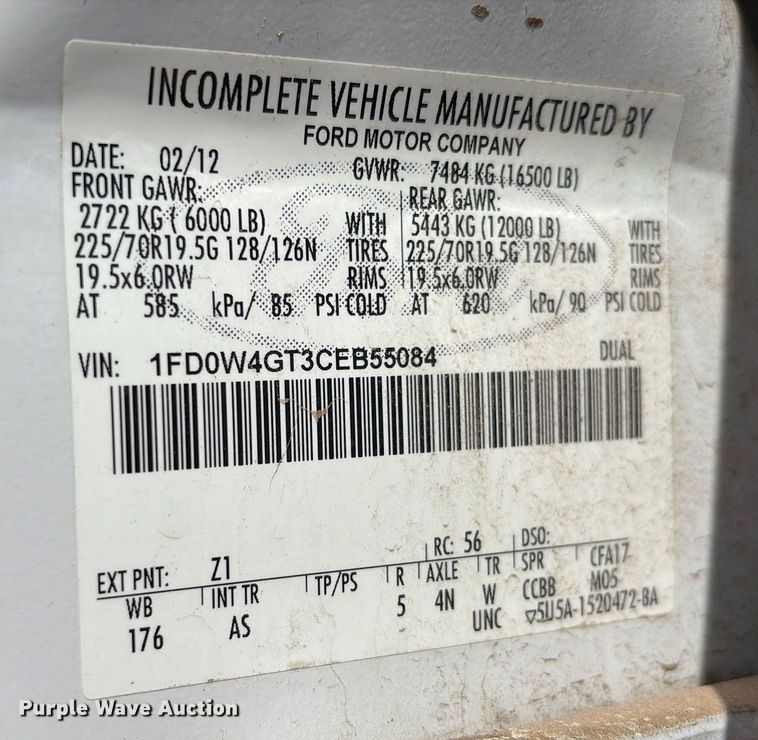 INCOMPLETE VEHICLE MANUFACTURED BY
FORD MOTOR COMPANY
DATE: 02/12 GVWR: 7484 KG (16500 LB)
FRONT GAWR: REAR GAWR:
2722 KG ( 6000 LB) WITH 5443 KG (12000 LB) WITH
225/70R19.5G 128/126N TIRES 225/70R19.5G 128/126N TIRES
19.5x6.0RW RIMS 19.5x6.0RW RIMS
AT 585 kPa/ 85 PSI COLD AT 620 kPa/ 90 PSI COLD
VIN: 1FD0W4GT3CEB55084 DUAL
EXT PNT: Z1 RC: 56 DSO:
WB INT TR TP/PS R AXLE TR SPR CFA17
176 AS 5 4N W CCBB M05
UNC ▽5U5A-1520472-BA
Purple Wave Auction